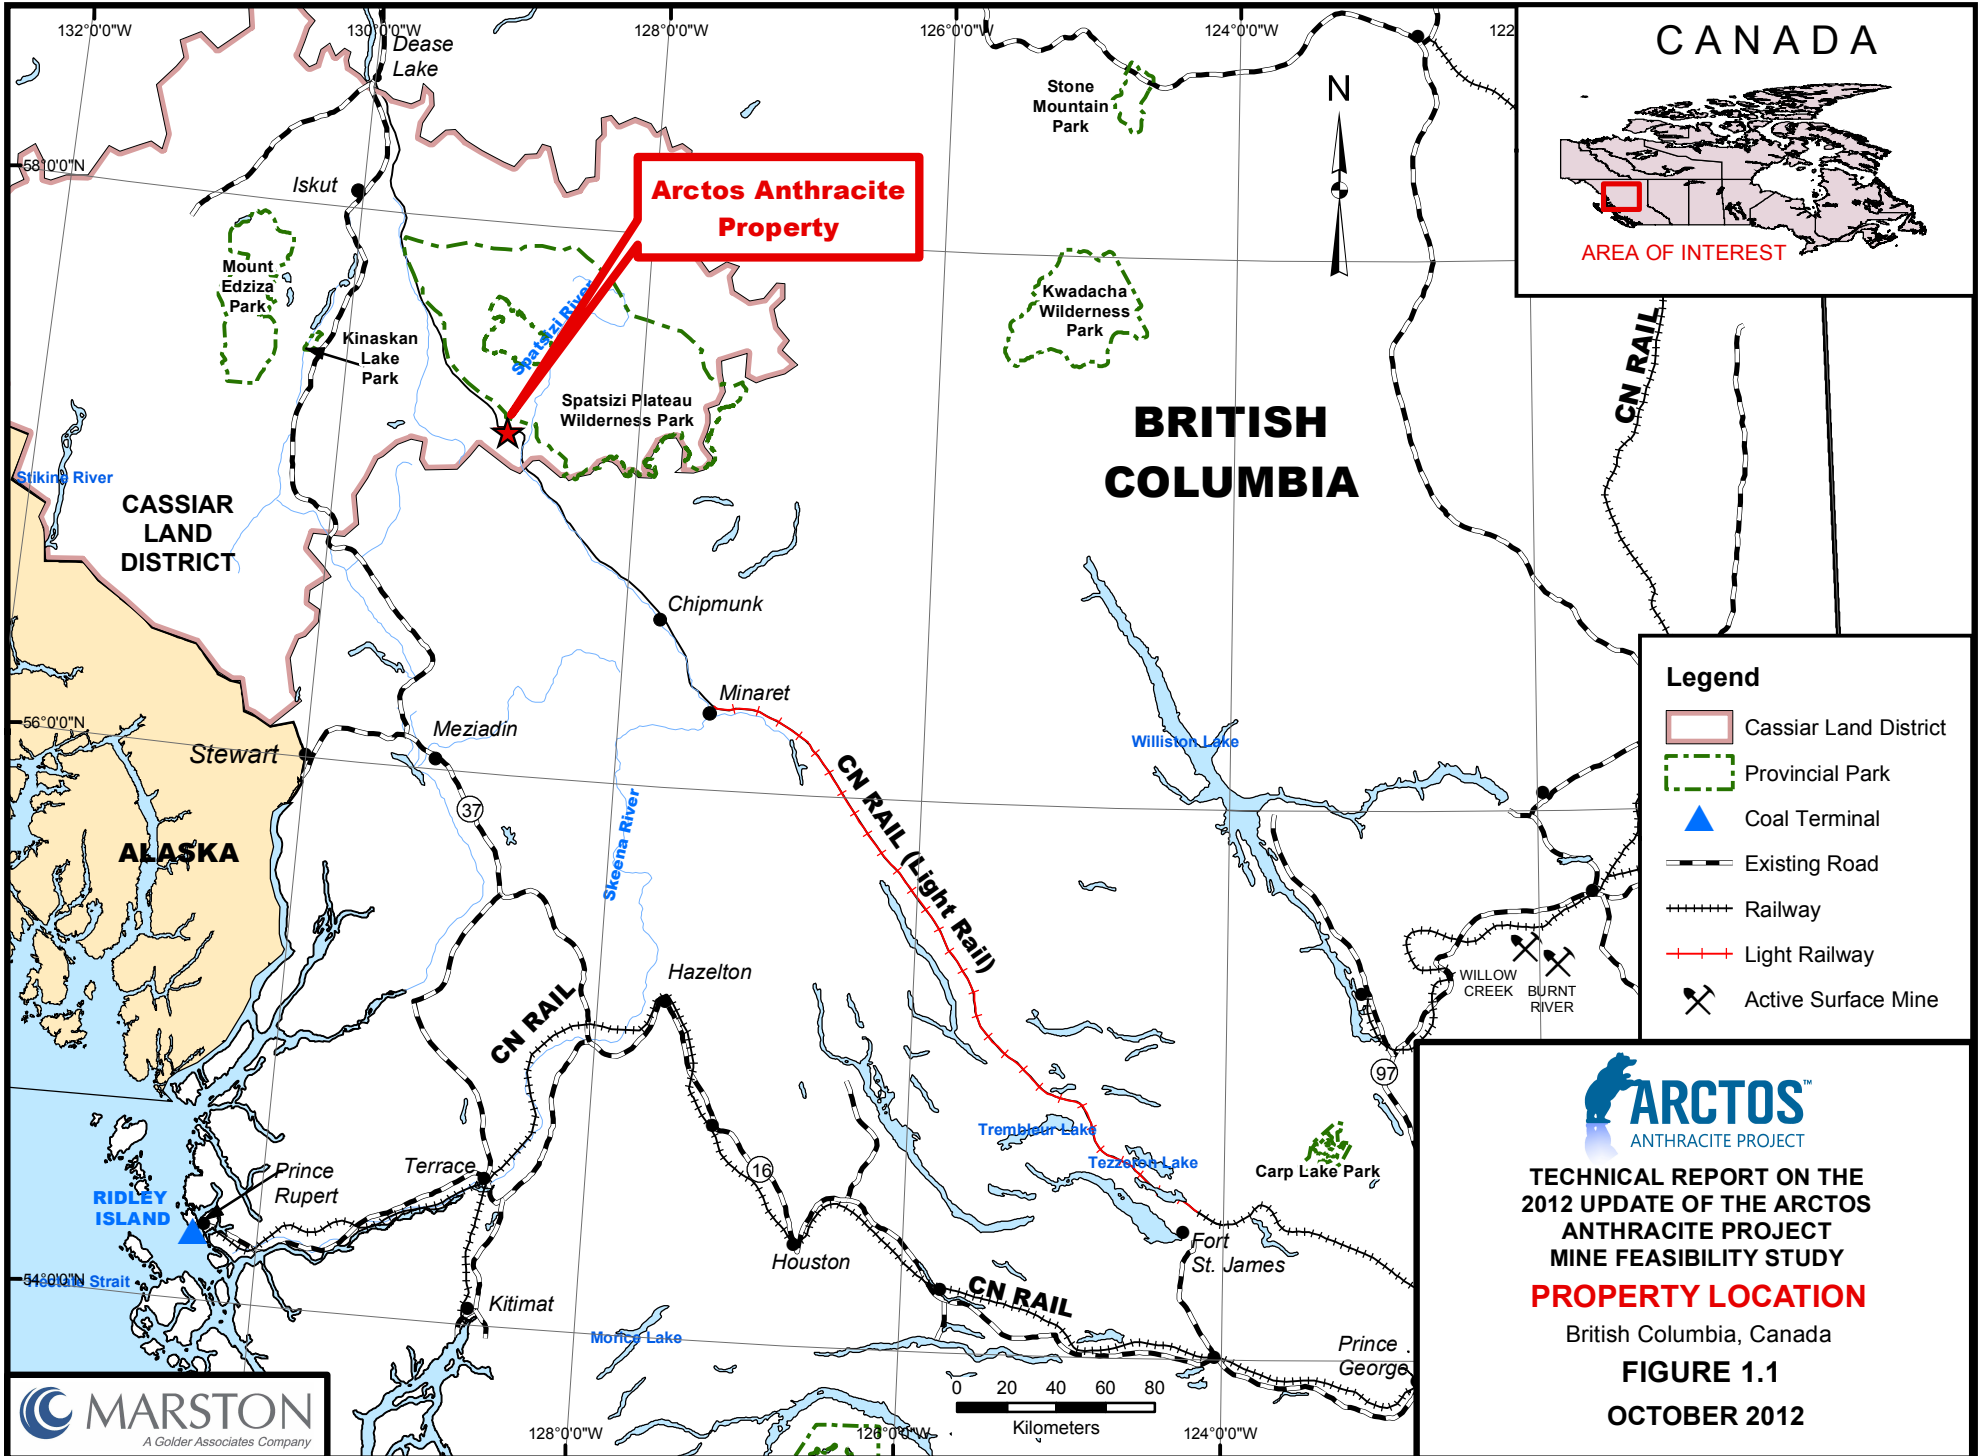 132°0'0"W
130°0'0"W
128°0'0"W
126°0'0"W
124°0'0"W
122
CANADA
AREA OF INTEREST
Dease
Lake
Stone
Mountain
Park
N
58°0'0"N
Iskut
Arctos Anthracite
Property
Mount
Edziza
Park
Spatsizi River
Kwadacha
Wilderness
Park
Kinaskan
Lake
Park
CN RAIL
Spatsizi Plateau
Wilderness Park
BRITISH
COLUMBIA
Stikine River
CASSIAR
LAND
DISTRICT
Chipmunk
Minaret
56°0'0"N
Meziadin
Stewart
Williston Lake
37
CN RAIL (Light Rail)
Skeena River
ALASKA
Hazelton
CN RAIL
WILLOW
CREEK
BURNT
RIVER
97
Trembleur Lake
Tezzeron Lake
Carp Lake Park
Terrace
16
Prince
Rupert
RIDLEY
ISLAND
Fort
St. James
Houston
54°0'0"N
Hecate Strait
CN RAIL
Kitimat
Morice Lake
Prince
George
0 20 40 60 80
Kilometers
128°0'0"W
126°0'0"W
124°0'0"W
Legend
Cassiar Land District
Provincial Park
Coal Terminal
Existing Road
Railway
Light Railway
Active Surface Mine
ARCTOS™
ANTHRACITE PROJECT
TECHNICAL REPORT ON THE
2012 UPDATE OF THE ARCTOS
ANTHRACITE PROJECT
MINE FEASIBILITY STUDY
PROPERTY LOCATION
British Columbia, Canada
FIGURE 1.1
OCTOBER 2012
MARSTON
A Golder Associates Company